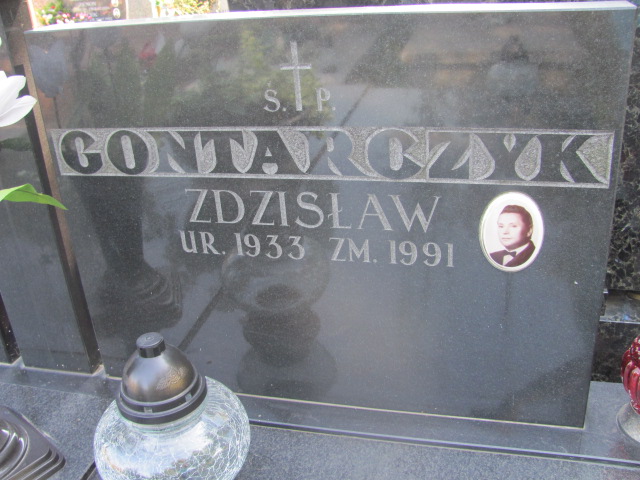 S. P.
GONTARCZYK
ZDZISŁAW
UR. 1933 ZM. 1991